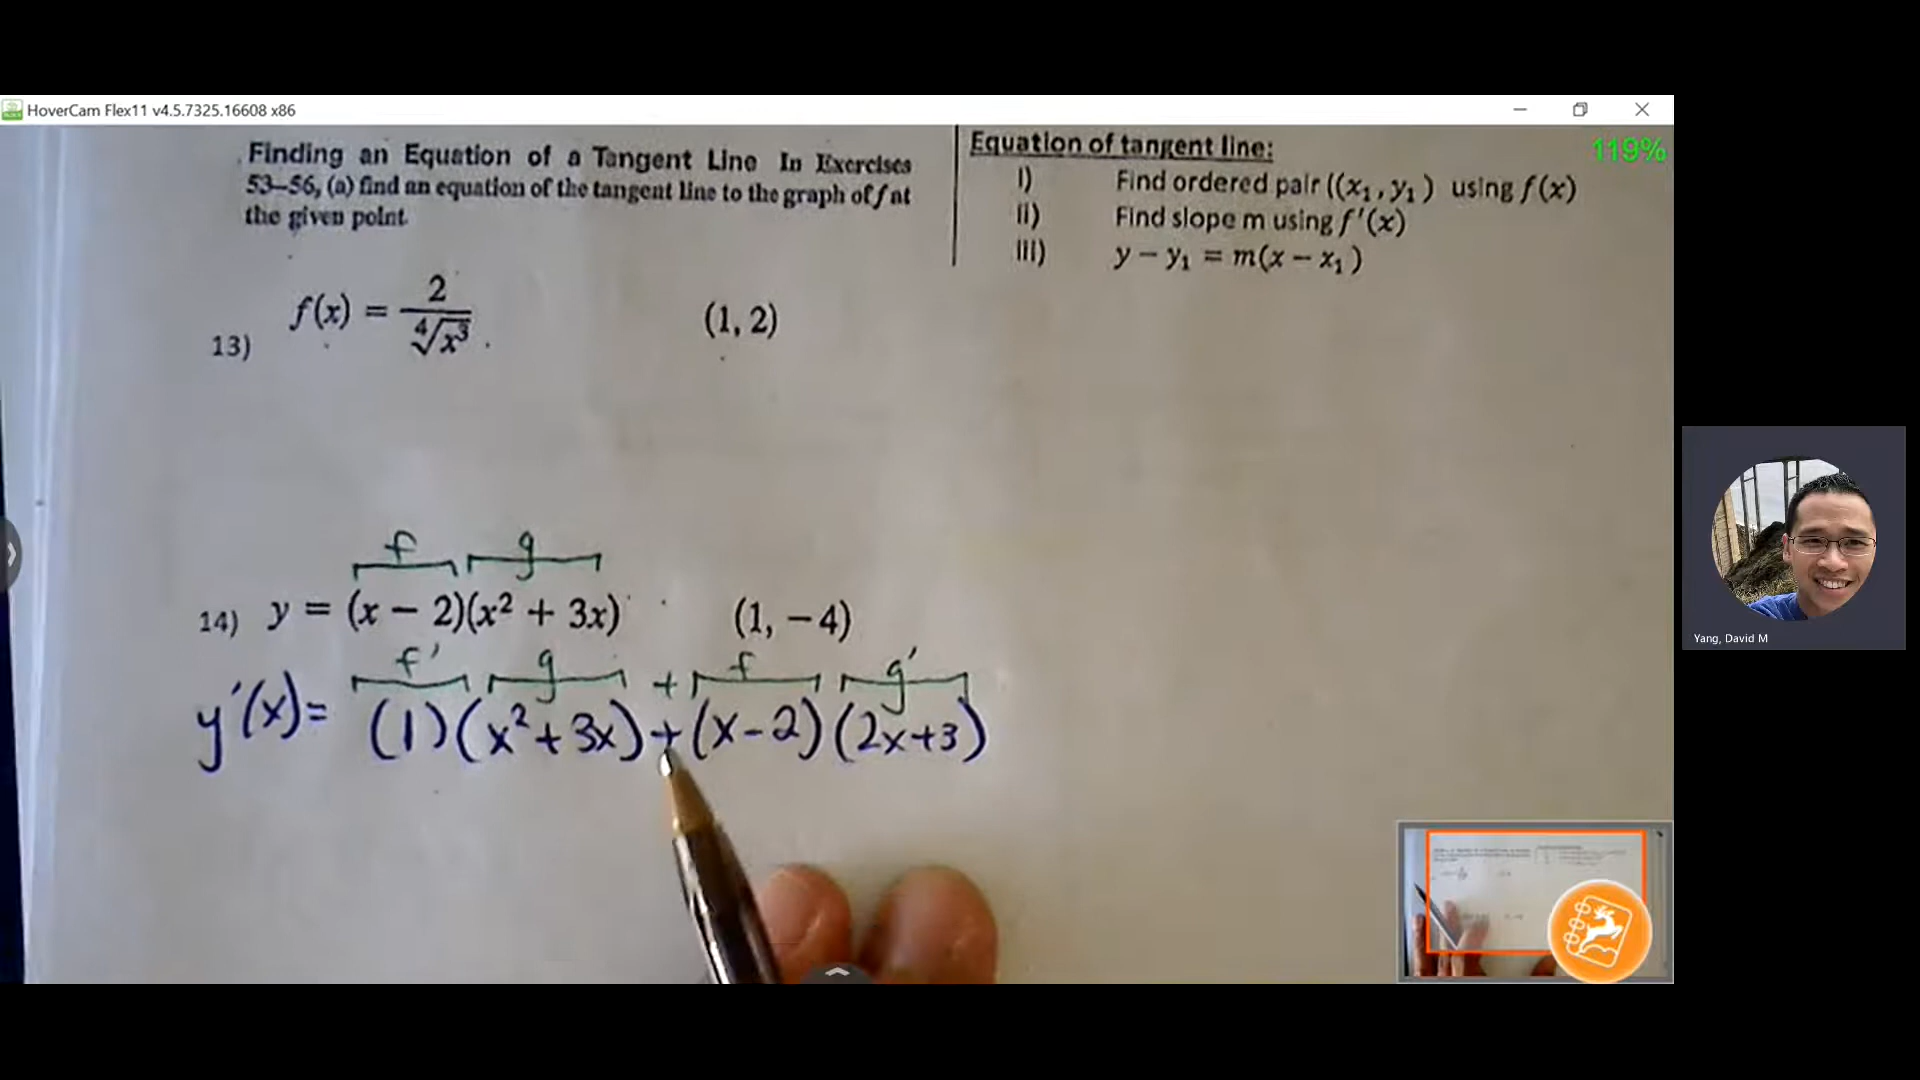 HoverCam Flex11 v4.5.7325.16608 x86
119%
Finding an Equation of a Tangent Line In Exercises
53–56, (a) find an equation of the tangent line to the graph of f at
the given point
Equation of tangent line:
I) Find ordered pair ((x₁, y₁) using f(x)
II) Find slope m using f'(x)
III) y − y₁ = m(x − x₁)
13) f(x) = 2/∜x³ . (1, 2)
f g
14) y = (x − 2)(x² + 3x) (1, −4)
f' g + f g'
y'(x) = (1)(x²+3x)+(x-2)(2x+3)
Yang, David M